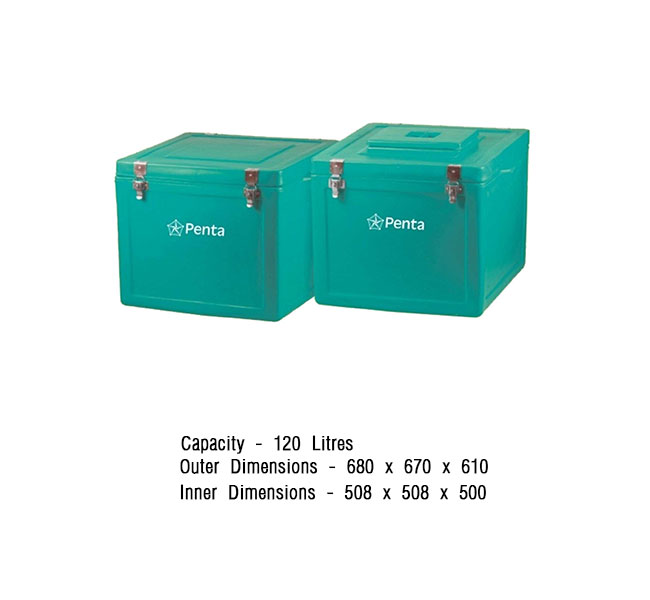 Penta
Penta
Capacity - 120 Litres
Outer Dimensions - 680 x 670 x 610
Inner Dimensions - 508 x 508 x 500